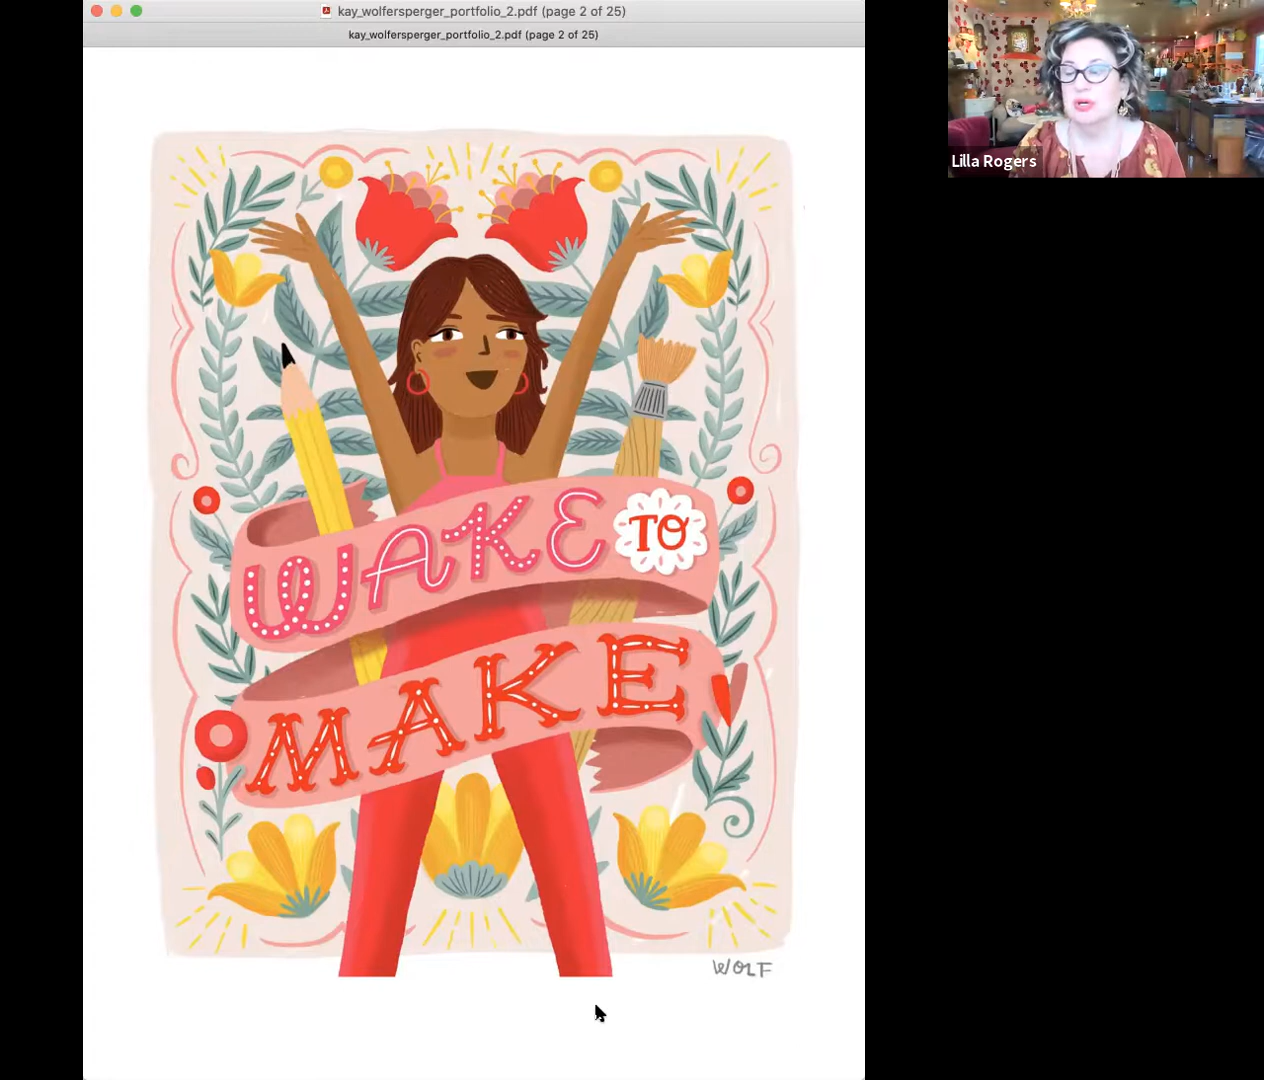 kay_wolfersperger_portfolio_2.pdf (page 2 of 25)
kay_wolfersperger_portfolio_2.pdf (page 2 of 25)
Lilla Rogers
WAKE TO
MAKE
WOLF